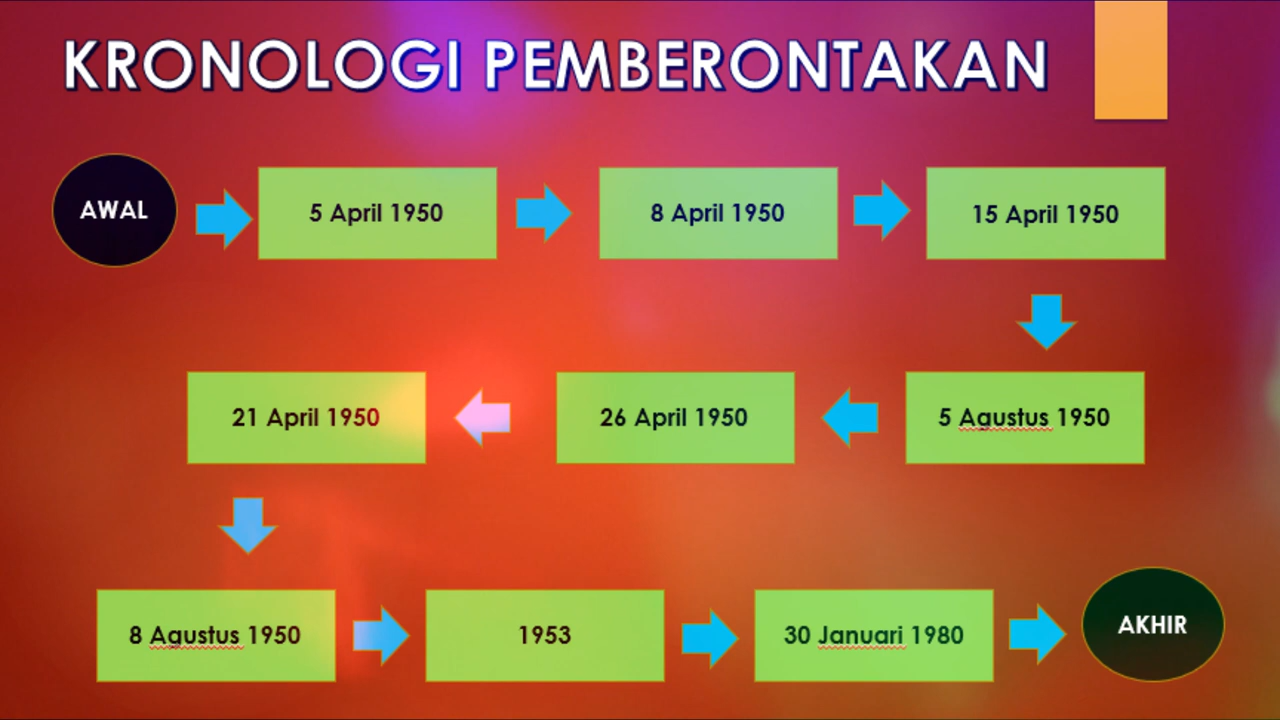 KRONOLOGI PEMBERONTAKAN
AWAL
5 April 1950
8 April 1950
15 April 1950
5 Agustus 1950
26 April 1950
21 April 1950
8 Agustus 1950
1953
30 Januari 1980
AKHIR